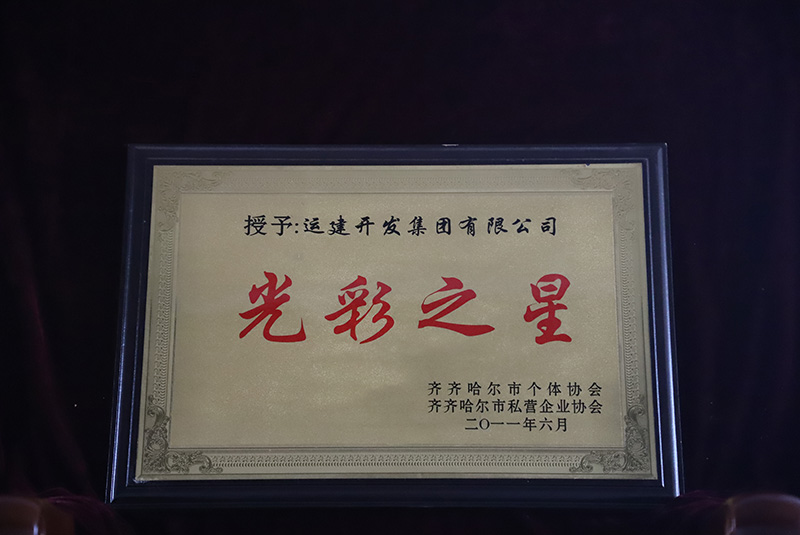 授予:运建开发集团有限公司
光彩之星
齐齐哈尔市个体协会
齐齐哈尔市私营企业协会
二〇一一年六月